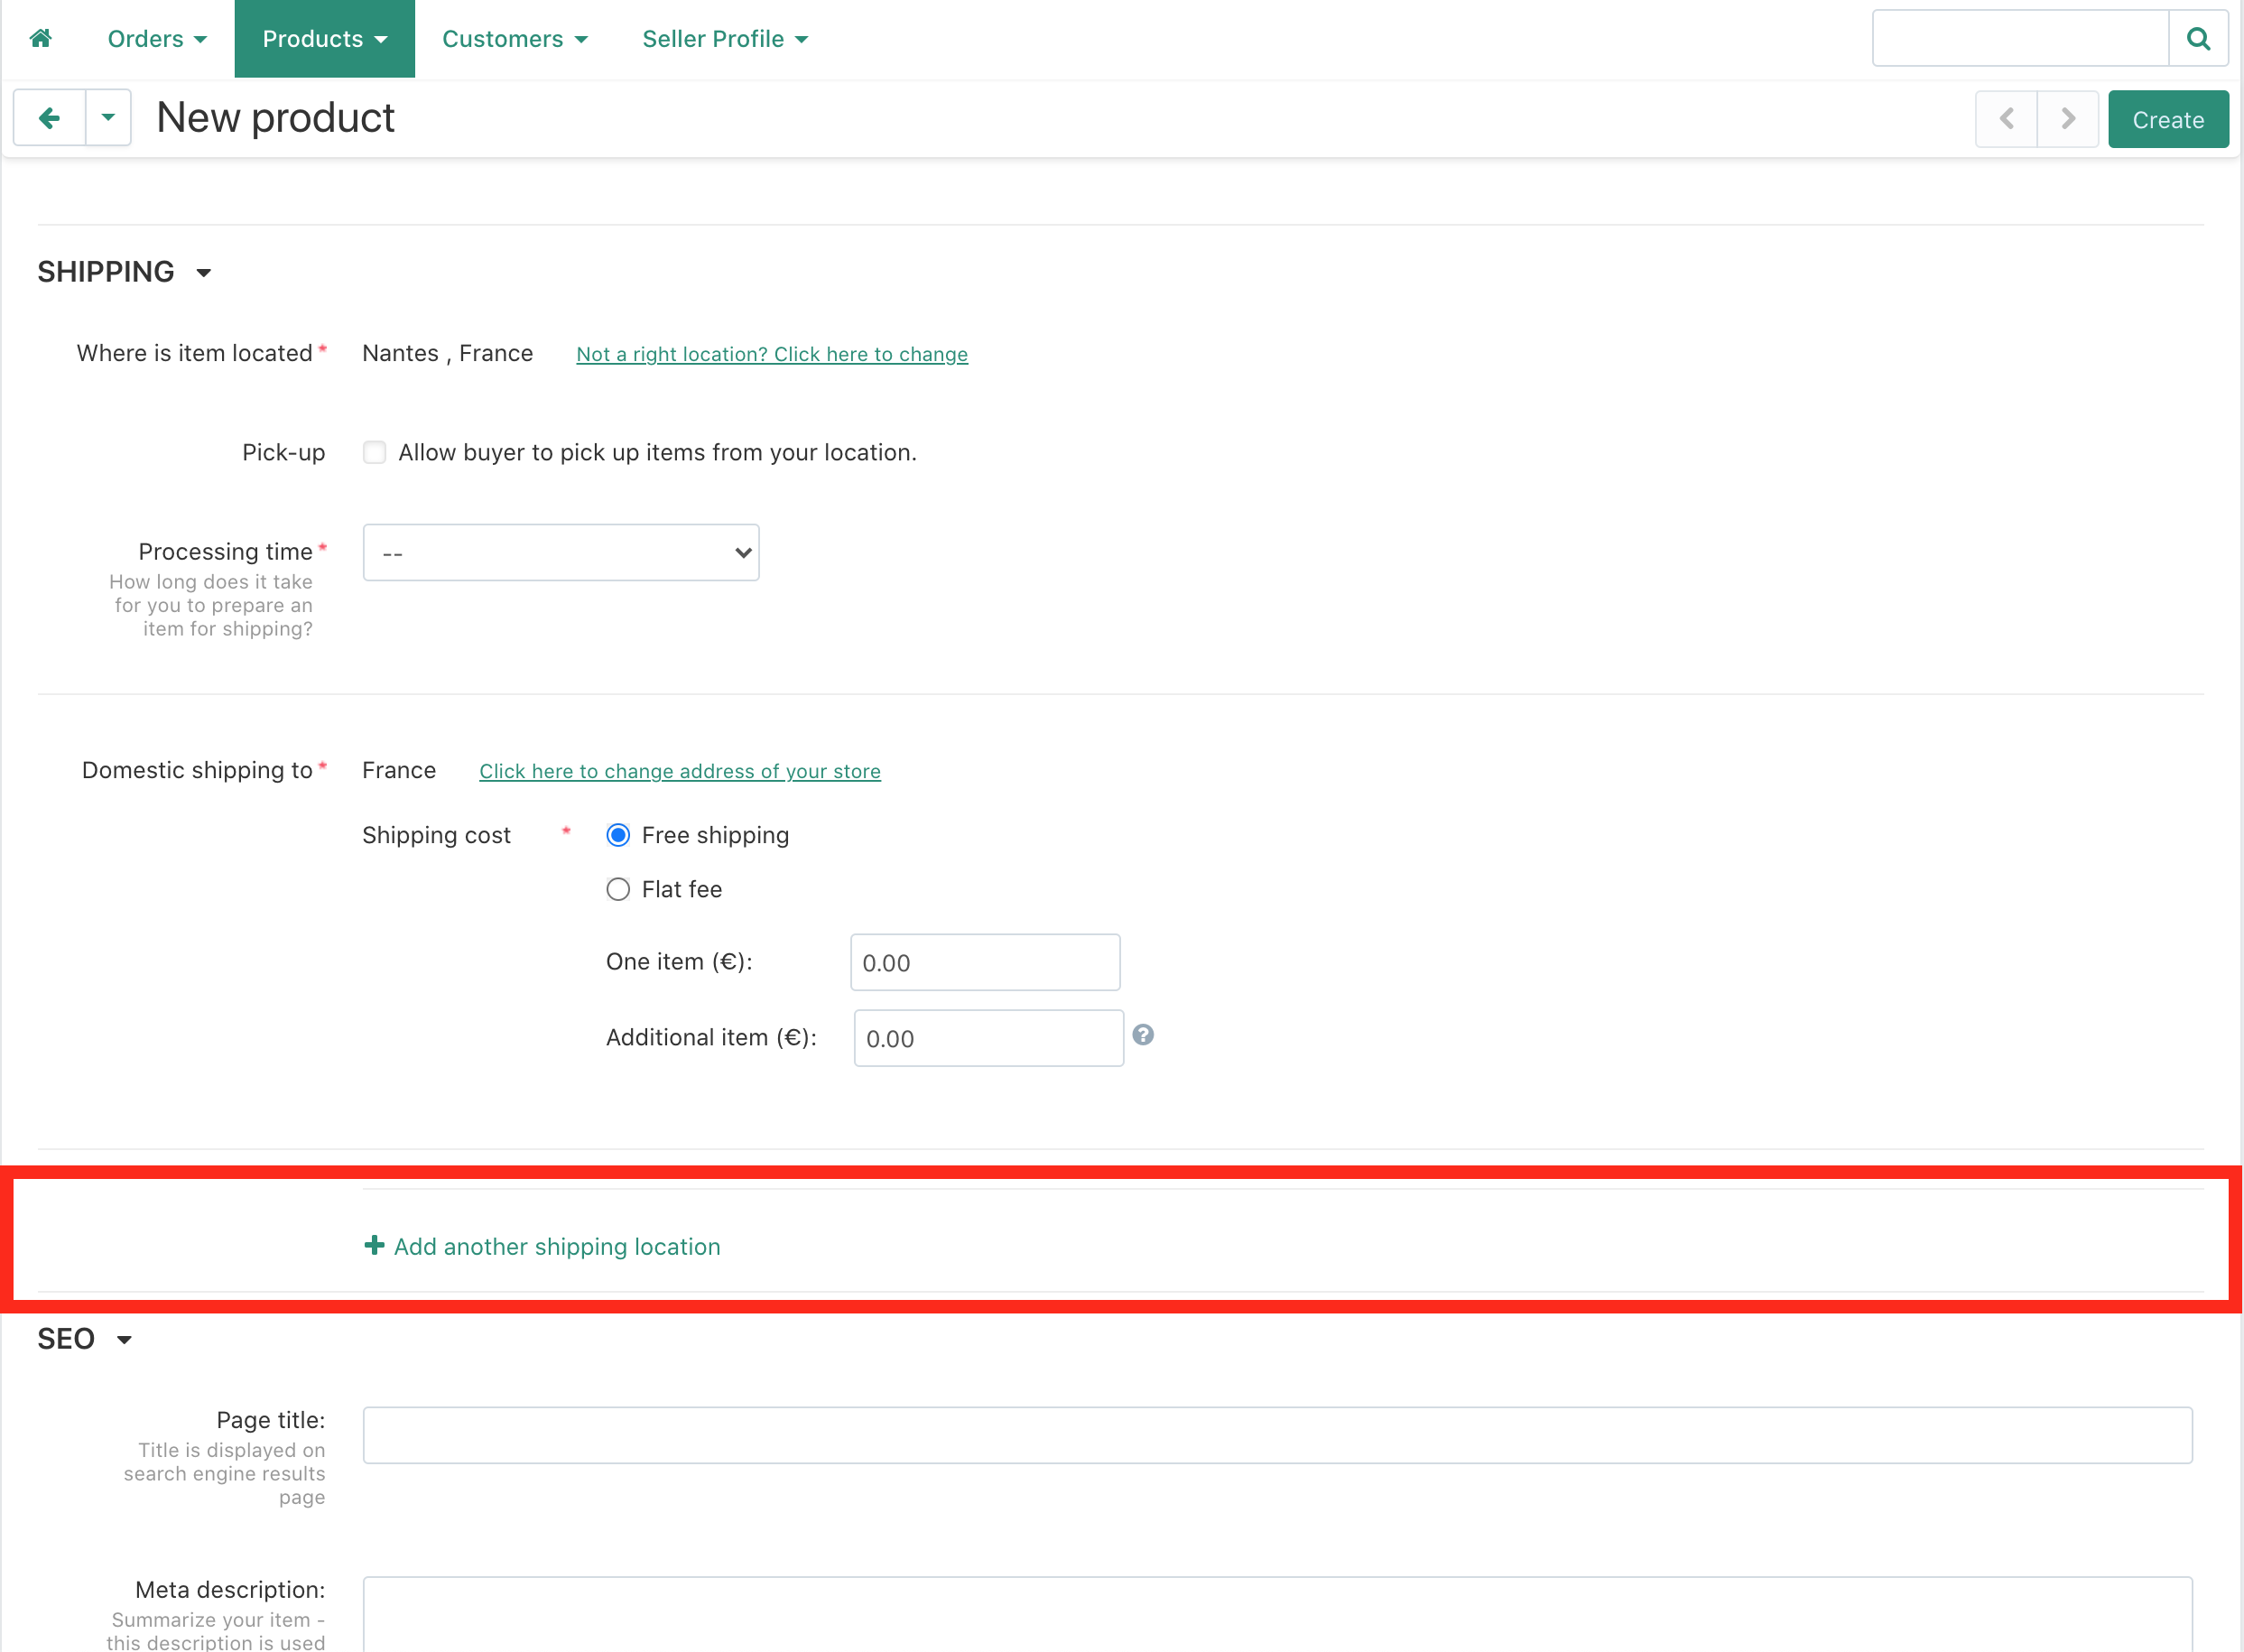 Orders
Products
Customers
Seller Profile
New product
Create
SHIPPING
Where is item located *
Nantes , France
Not a right location? Click here to change
Pick-up
Allow buyer to pick up items from your location.
Processing time *
How long does it take
for you to prepare an
item for shipping?
--
Domestic shipping to *
France
Click here to change address of your store
Shipping cost *
Free shipping
Flat fee
One item (€):
0.00
Additional item (€):
0.00
?
+ Add another shipping location
SEO
Page title:
Title is displayed on
search engine results
page
Meta description:
Summarize your item -
this description is used